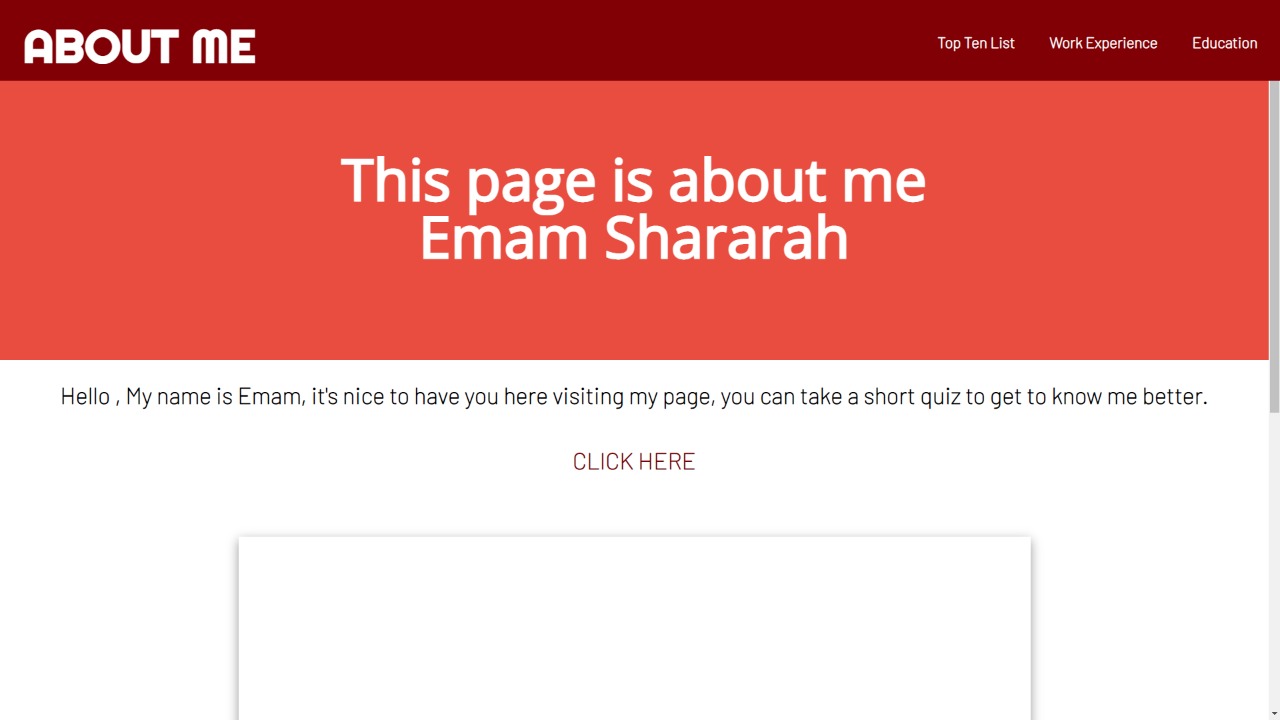 ABOUT ME
Top Ten List
Work Experience
Education
This page is about me
Emam Shararah
Hello , My name is Emam, it's nice to have you here visiting my page, you can take a short quiz to get to know me better.
CLICK HERE